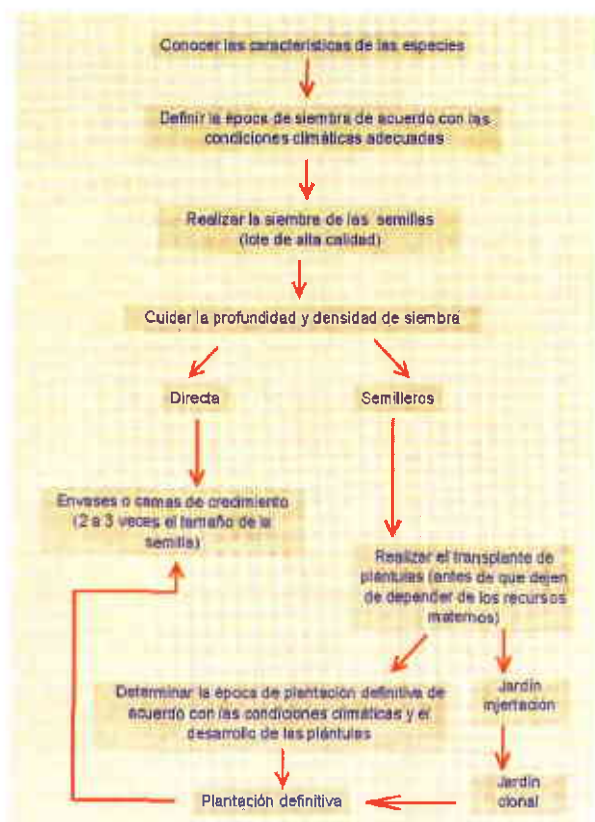 Conocer las características de las especies
Definir la época de siembra de acuerdo con las
condiciones climáticas adecuadas
Realizar la siembra de las semillas
(lote de alta calidad)
Cuidar la profundidad y densidad de siembra
Directa
Semilleros
Envases o camas de crecimiento
(2 a 3 veces el tamaño de la
semilla)
Realizar el transplante de
plántulas (antes de que dejen
de depender de los recursos
maternos)
Determinar la época de plantación definitiva de
acuerdo con las condiciones climáticas y el
desarrollo de las plántulas
Jardín
injertación
Plantación definitiva
Jardín
clonal